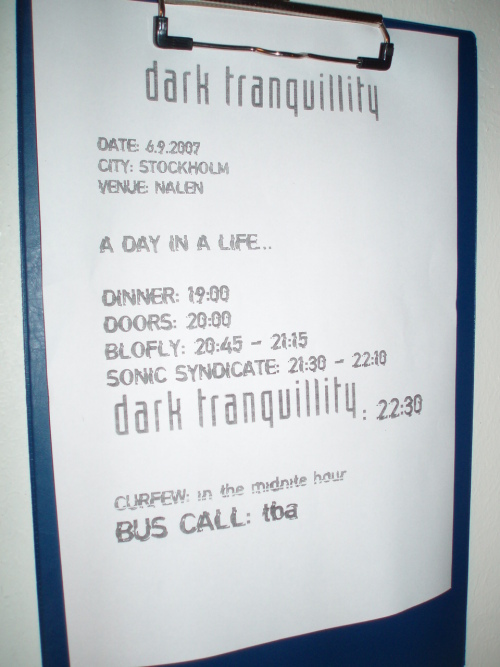 dark tranquillity
DATE: 6.9.2007
CITY: STOCKHOLM
VENUE: NALEN
A DAY IN A LIFE...
DINNER: 19:00
DOORS: 20:00
BLOFLY: 20:45 - 21:15
SONIC SYNDICATE: 21:30 - 22:10
dark tranquillity: 22:30
CURFEW: in the midnite hour
BUS CALL: tba